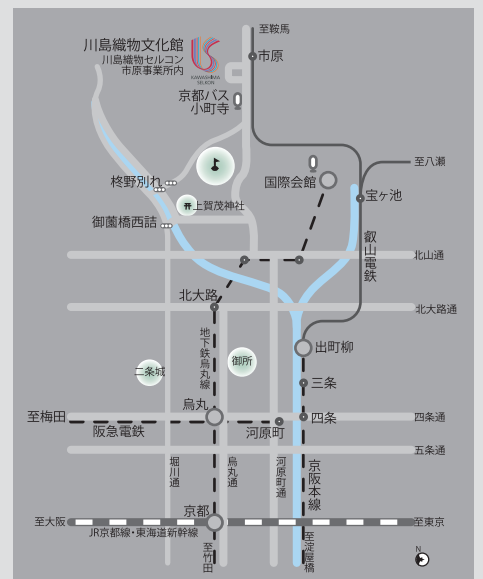 至鞍馬
川島織物文化館
川島織物セルコン
市原事業所内
KAWASHIMA
SELKON
市原
京都バス
小町寺
至八瀬
柊野別れ
国際会館
宝ヶ池
上賀茂神社
御薗橋西詰
叡山電鉄
北山通
北大路
北大路通
地下鉄烏丸線
御所
出町柳
二条城
三条
烏丸
至梅田
四条
四条通
阪急電鉄
河原町
五条通
堀川通
烏丸通
河原町通
京阪本線
京都
至大阪
至東京
JR京都線・東海道新幹線
至竹田
至淀屋橋
N